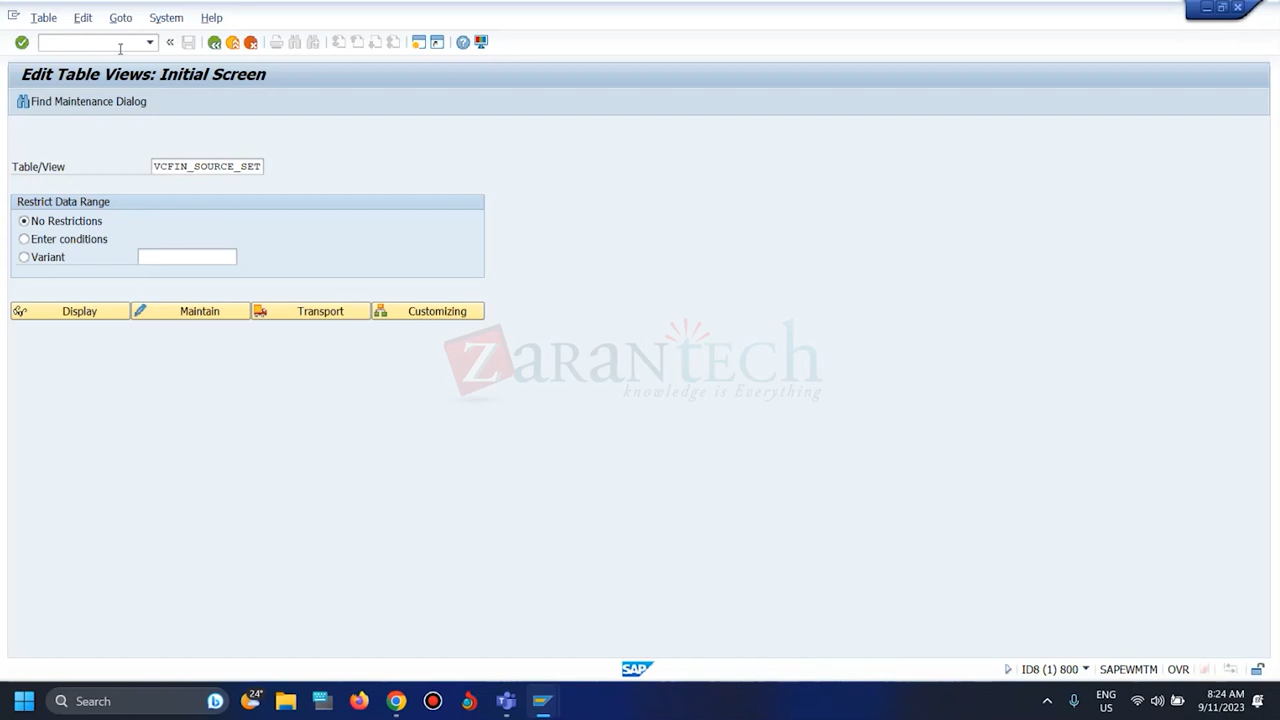 Table Edit Goto System Help
«
Edit Table Views: Initial Screen
Find Maintenance Dialog
Table/View VCFIN_SOURCE_SET
Restrict Data Range
No Restrictions
Enter conditions
Variant
Display Maintain Transport Customizing
ZaranTech
knowledge is Everything
SAP
ID8 (1) 800 SAPEWMTM OVR
Search 24° ENG US 8:24 AM 9/11/2023